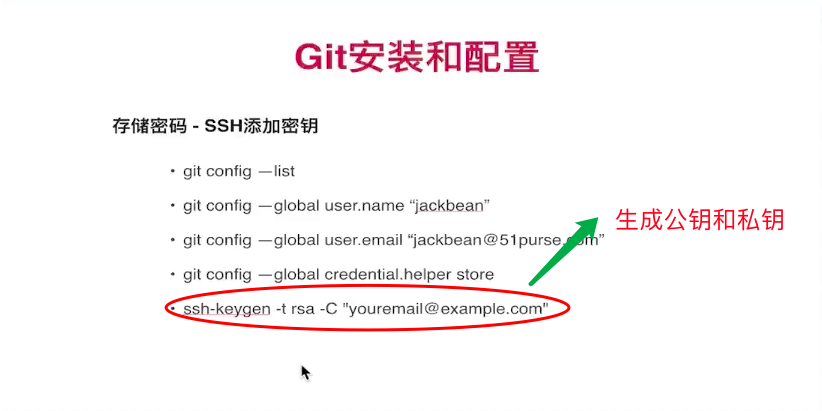 Git安装和配置
存储密码 - SSH添加密钥
• git config —list
• git config —global user.name “jackbean”
• git config —global user.email “jackbean@51purse.com”
生成公钥和私钥
• git config —global credential.helper store
• ssh-keygen -t rsa -C "youremail@example.com"